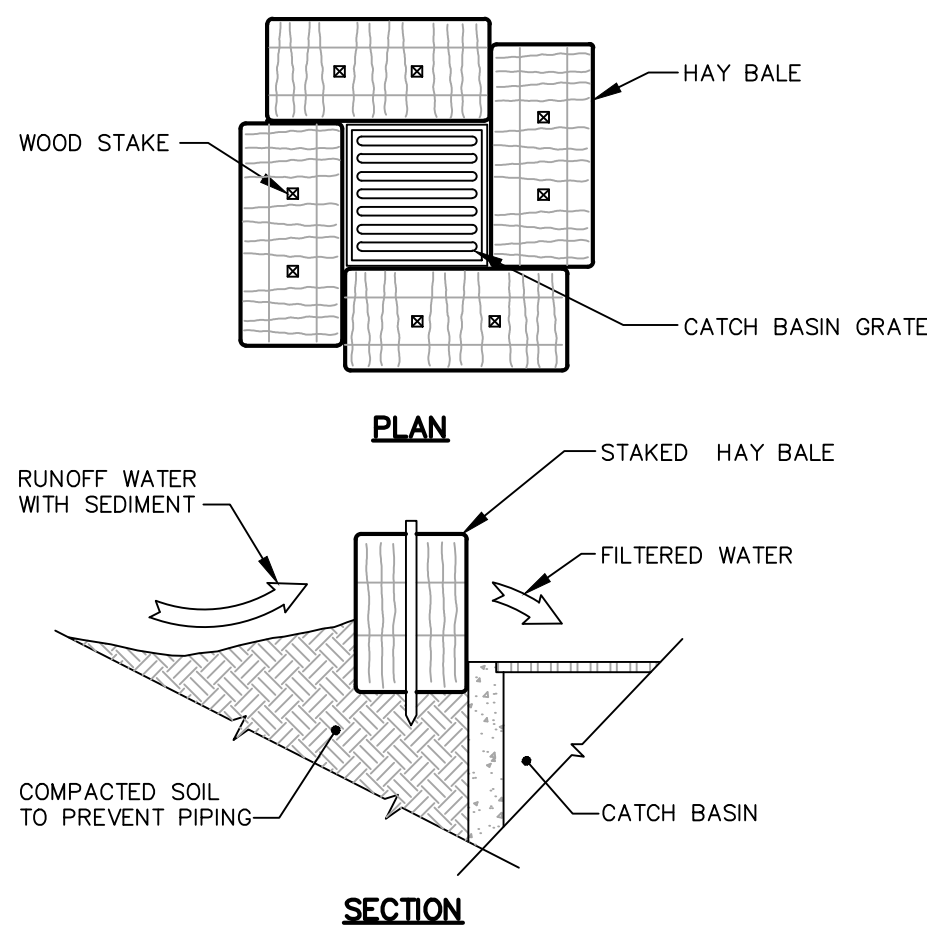 HAY BALE
WOOD STAKE
CATCH BASIN GRATE
PLAN
STAKED HAY BALE
RUNOFF WATER
WITH SEDIMENT
FILTERED WATER
COMPACTED SOIL
TO PREVENT PIPING
CATCH BASIN
SECTION